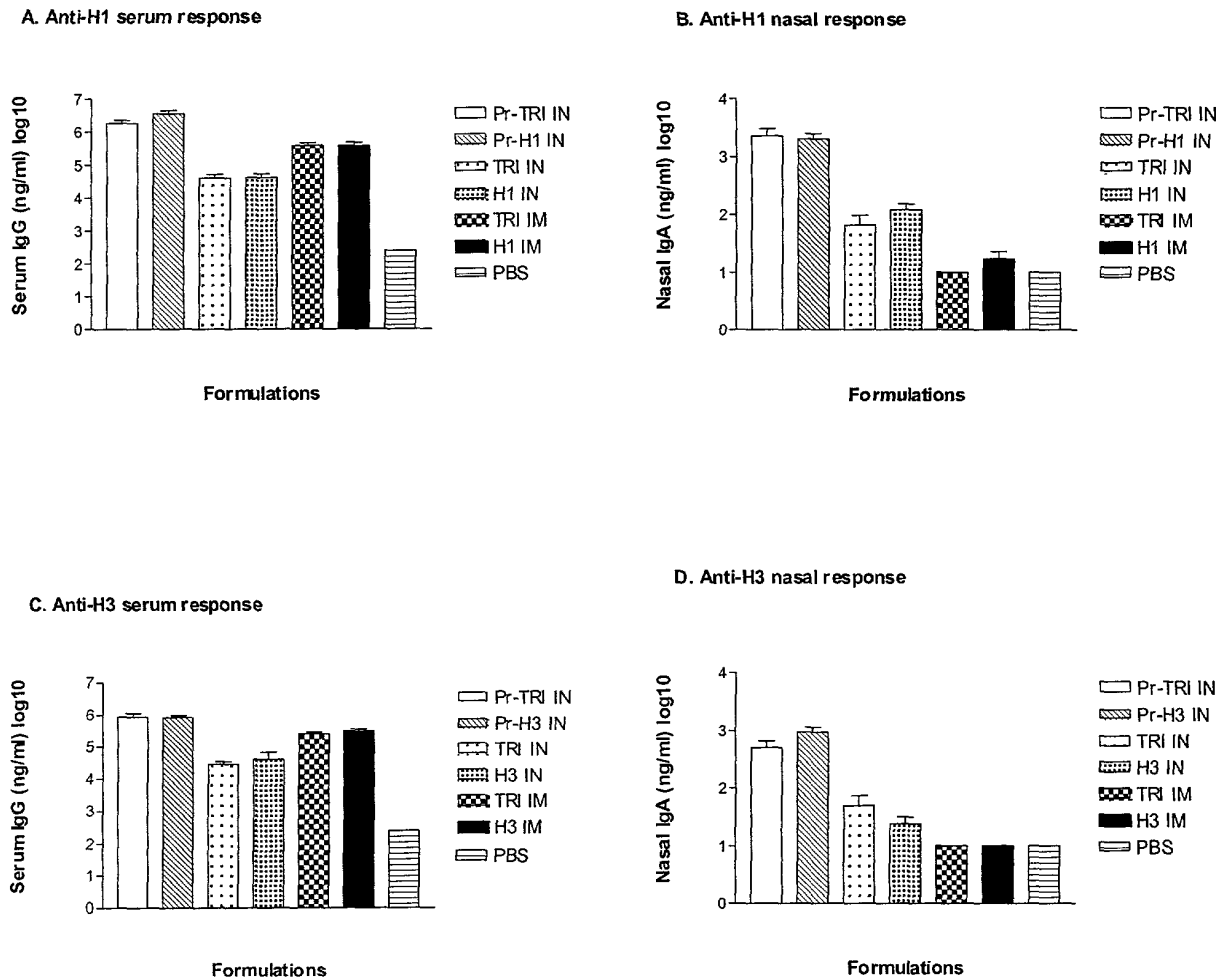 A. Anti-H1 serum response
Serum IgG (ng/ml) log10
7
6
5
4
3
2
1
0
Formulations
Pr-TRI IN
Pr-H1 IN
TRI IN
H1 IN
TRI IM
H1 IM
PBS
B. Anti-H1 nasal response
Nasal IgA (ng/ml) log10
4
3
2
1
0
Formulations
Pr-TRI IN
Pr-H1 IN
TRI IN
H1 IN
TRI IM
H1 IM
PBS
C. Anti-H3 serum response
Serum IgG (ng/ml) log10
7
6
5
4
3
2
1
0
Formulations
Pr-TRI IN
Pr-H3 IN
TRI IN
H3 IN
TRI IM
H3 IM
PBS
D. Anti-H3 nasal response
Nasal IgA (ng/ml) log10
4
3
2
1
0
Formulations
Pr-TRI IN
Pr-H3 IN
TRI IN
H3 IN
TRI IM
H3 IM
PBS